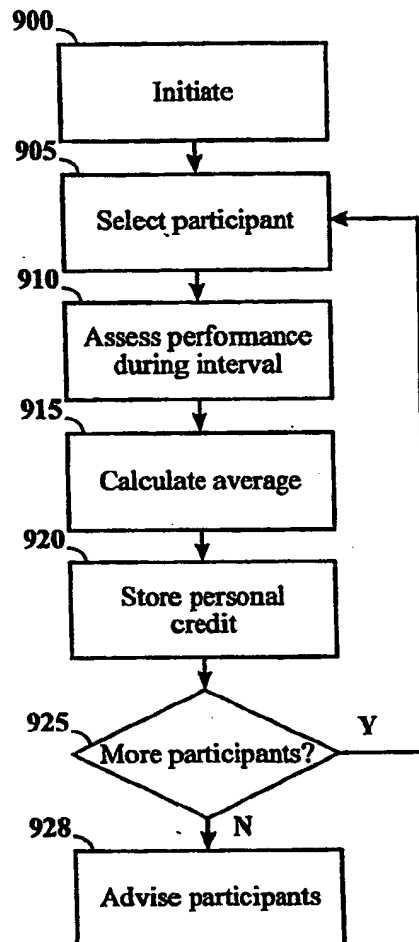 900
Initiate
905
Select participant
910
Assess performance
during interval
915
Calculate average
920
Store personal
credit
925
More participants?
Y
N
928
Advise participants